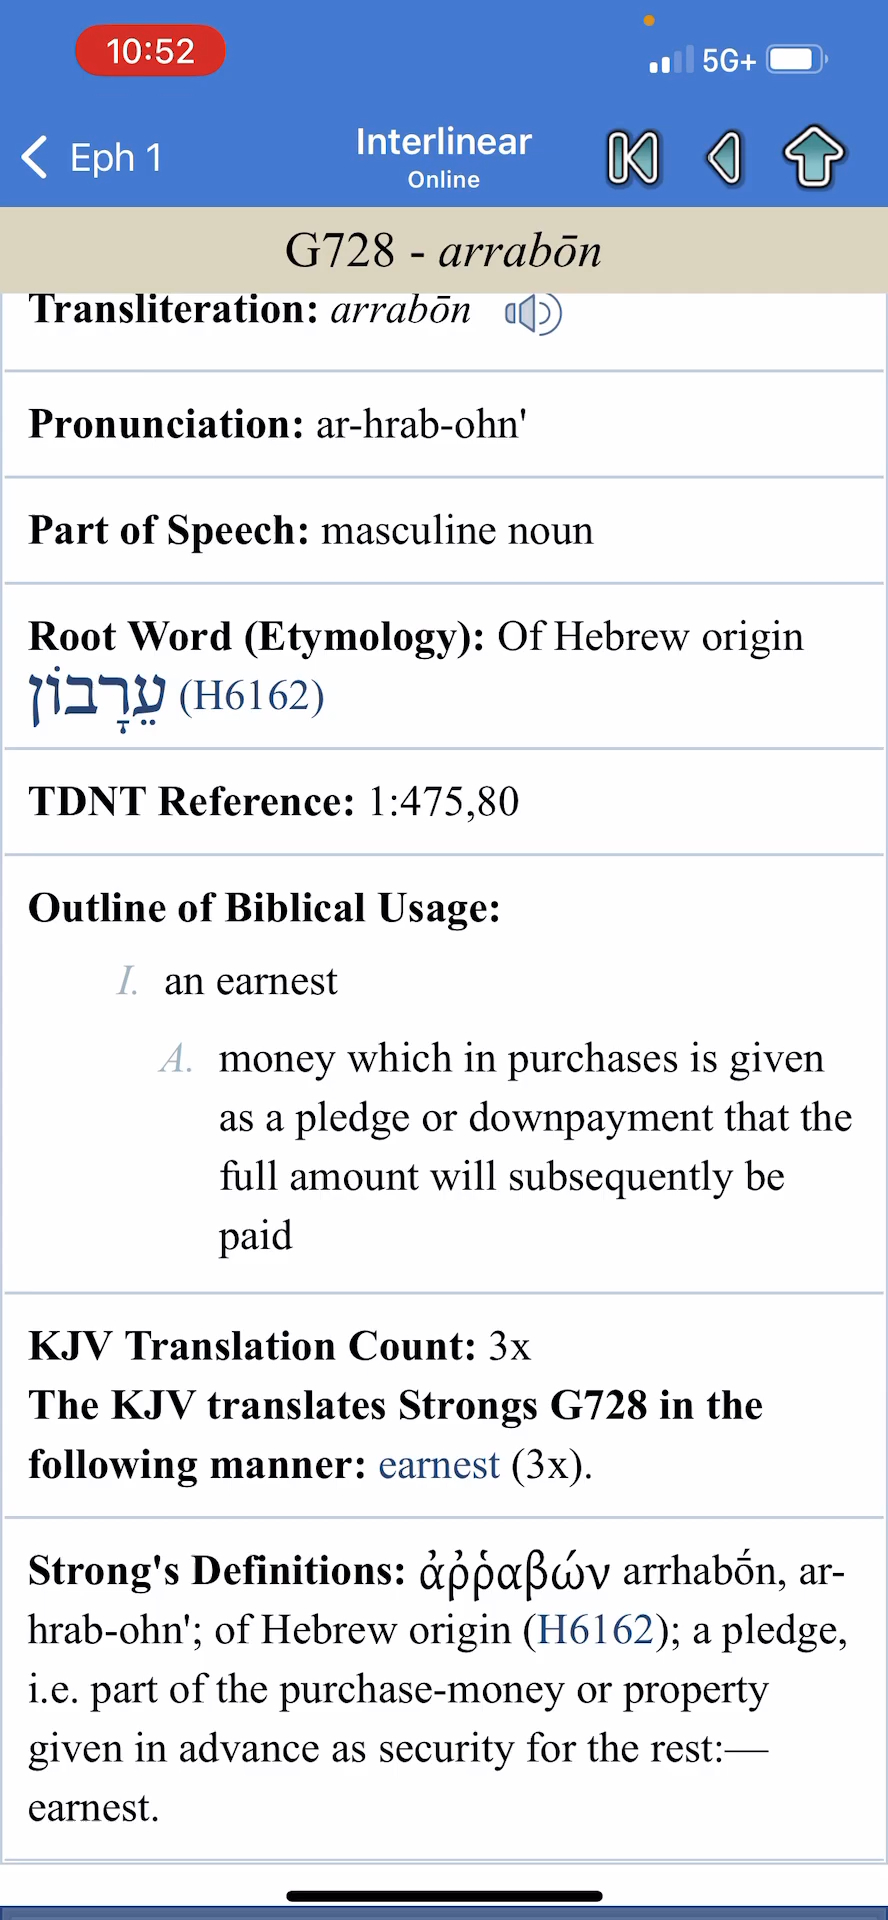 10:52
5G+
Eph 1
Interlinear
Online
G728 - arrabōn
Transliteration: arrabōn
Pronunciation: ar-hrab-ohn'
Part of Speech: masculine noun
Root Word (Etymology): Of Hebrew origin
עֵרָבוֹן (H6162)
TDNT Reference: 1:475,80
Outline of Biblical Usage:
I. an earnest
A. money which in purchases is given
as a pledge or downpayment that the
full amount will subsequently be
paid
KJV Translation Count: 3x
The KJV translates Strongs G728 in the
following manner: earnest (3x).
Strong's Definitions: ἀῤῥαβών arrhabṓn, ar-
hrab-ohn'; of Hebrew origin (H6162); a pledge,
i.e. part of the purchase-money or property
given in advance as security for the rest:—
earnest.